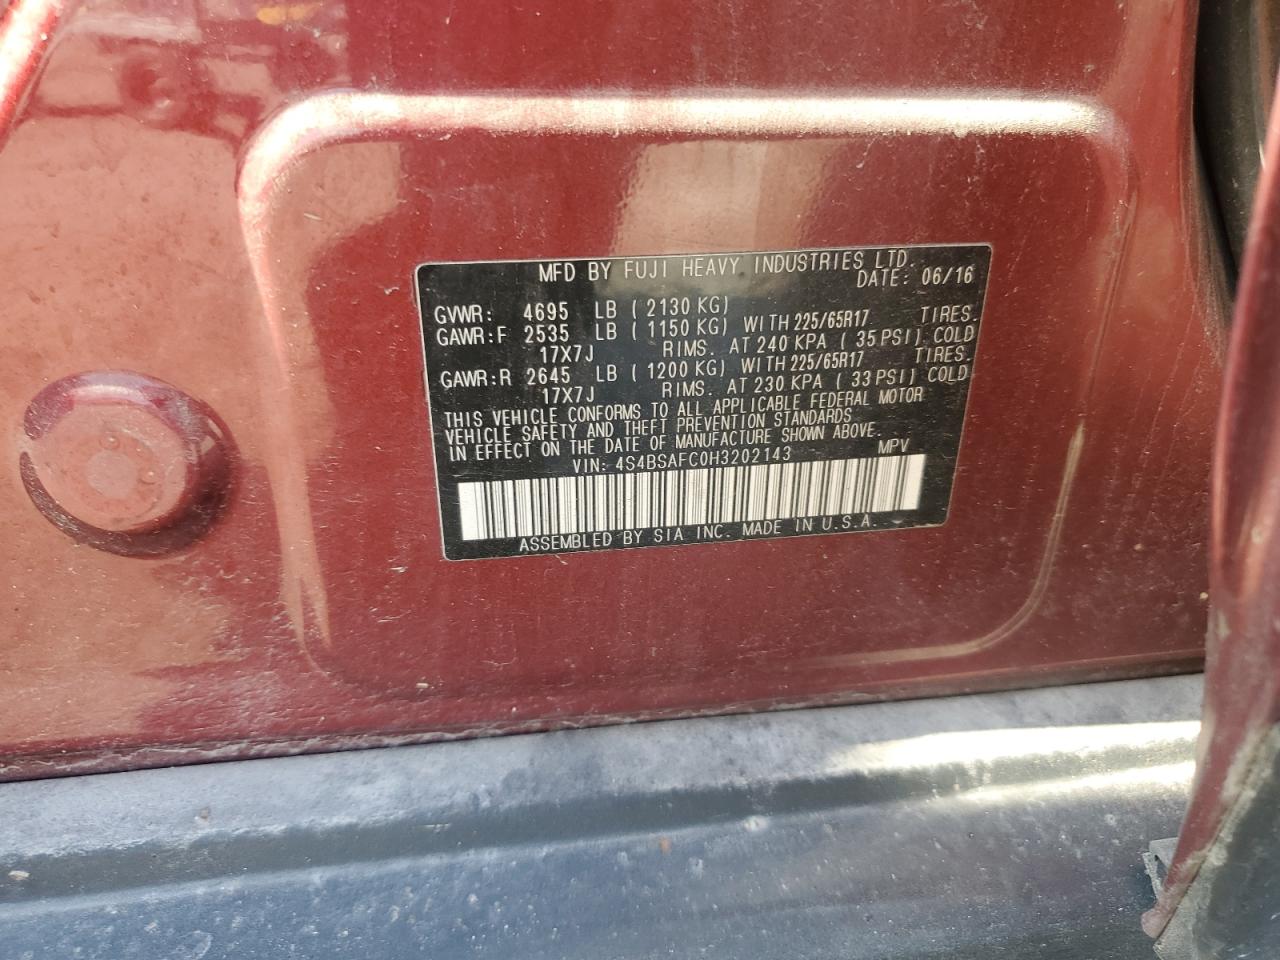 MFD BY FUJI HEAVY INDUSTRIES LTD.
DATE: 06/16
GVWR: 4695 LB ( 2130 KG)
GAWR:F 2535 LB ( 1150 KG) WITH 225/65R17 TIRES.
17X7J RIMS. AT 240 KPA ( 35 PSI) COLD
GAWR:R 2645 LB ( 1200 KG) WITH 225/65R17 TIRES.
17X7J RIMS. AT 230 KPA ( 33 PSI) COLD
THIS VEHICLE CONFORMS TO ALL APPLICABLE FEDERAL MOTOR
VEHICLE SAFETY AND THEFT PREVENTION STANDARDS
IN EFFECT ON THE DATE OF MANUFACTURE SHOWN ABOVE.
VIN: 4S4BSAFC0H3202143 MPV
ASSEMBLED BY SIA INC. MADE IN U.S.A.